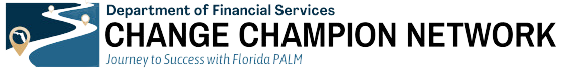 Department of Financial Services
CHANGE CHAMPION NETWORK
Journey to Success with Florida PALM